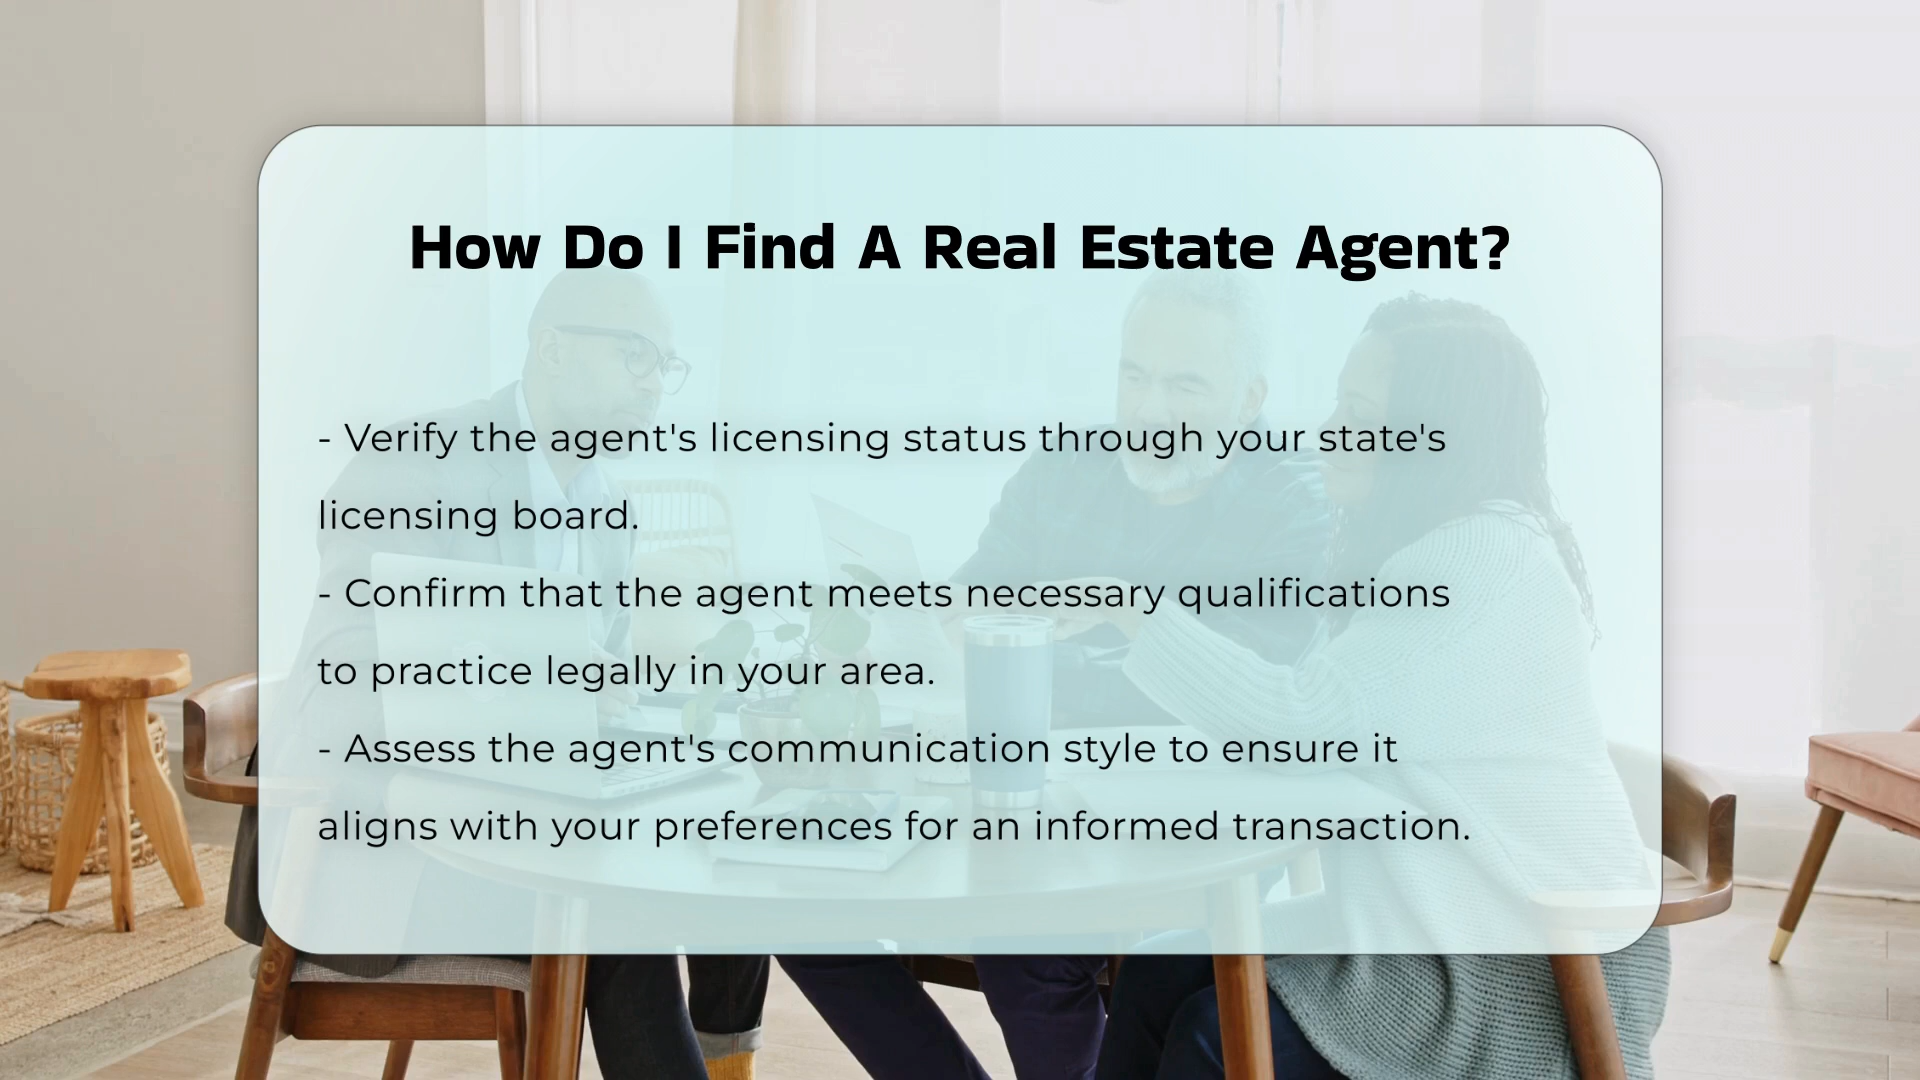 How Do I Find A Real Estate Agent?
- Verify the agent's licensing status through your state's
licensing board.
- Confirm that the agent meets necessary qualifications
to practice legally in your area.
- Assess the agent's communication style to ensure it
aligns with your preferences for an informed transaction.